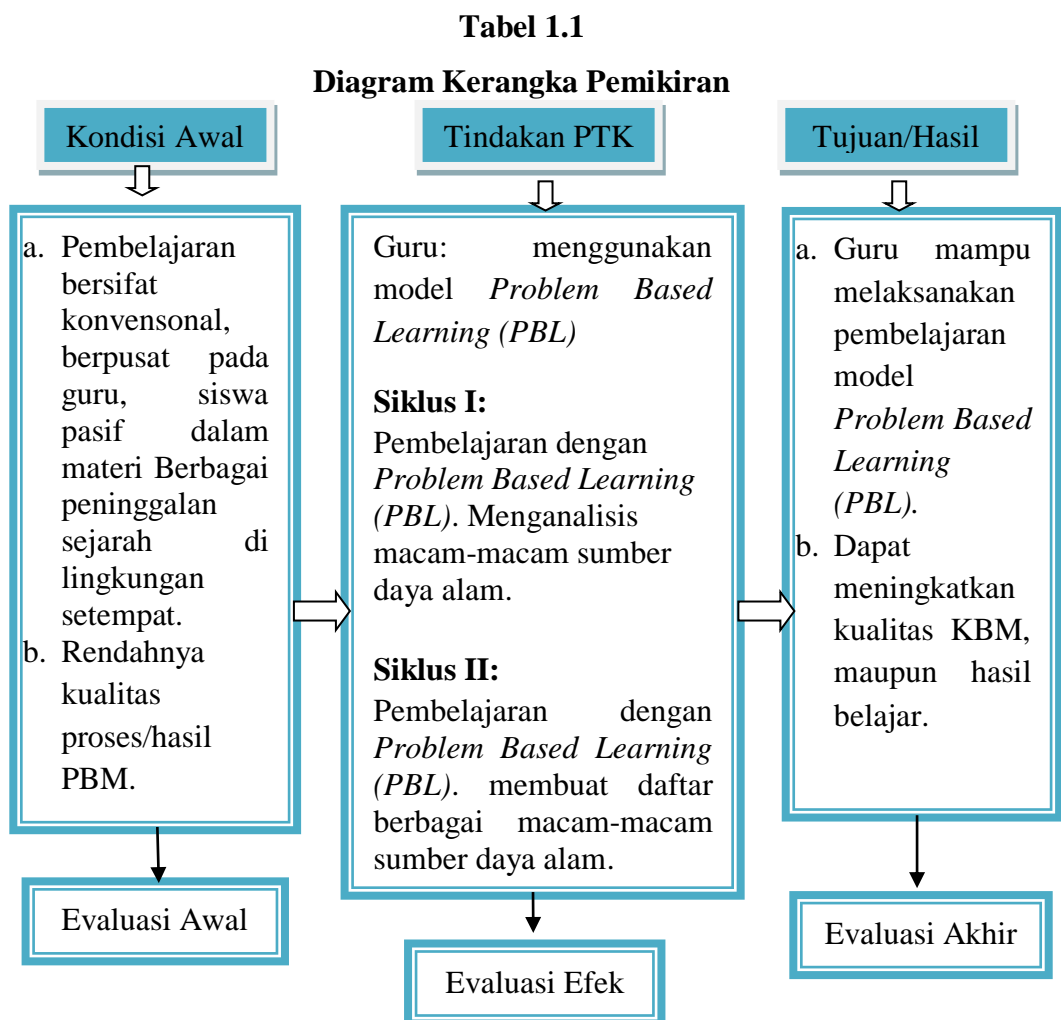 Tabel 1.1
Diagram Kerangka Pemikiran
Kondisi Awal
Tindakan PTK
Tujuan/Hasil
a. Pembelajaran
bersifat
konvensonal,
berpusat pada
guru, siswa
pasif dalam
materi Berbagai
peninggalan
sejarah di
lingkungan
setempat.
b. Rendahnya
kualitas
proses/hasil
PBM.
Guru: menggunakan
model Problem Based
Learning (PBL)
Siklus I:
Pembelajaran dengan
Problem Based Learning
(PBL). Menganalisis
macam-macam sumber
daya alam.
Siklus II:
Pembelajaran dengan
Problem Based Learning
(PBL). membuat daftar
berbagai macam-macam
sumber daya alam.
a. Guru mampu
melaksanakan
pembelajaran
model
Problem Based
Learning
(PBL).
b. Dapat
meningkatkan
kualitas KBM,
maupun hasil
belajar.
Evaluasi Awal
Evaluasi Efek
Evaluasi Akhir